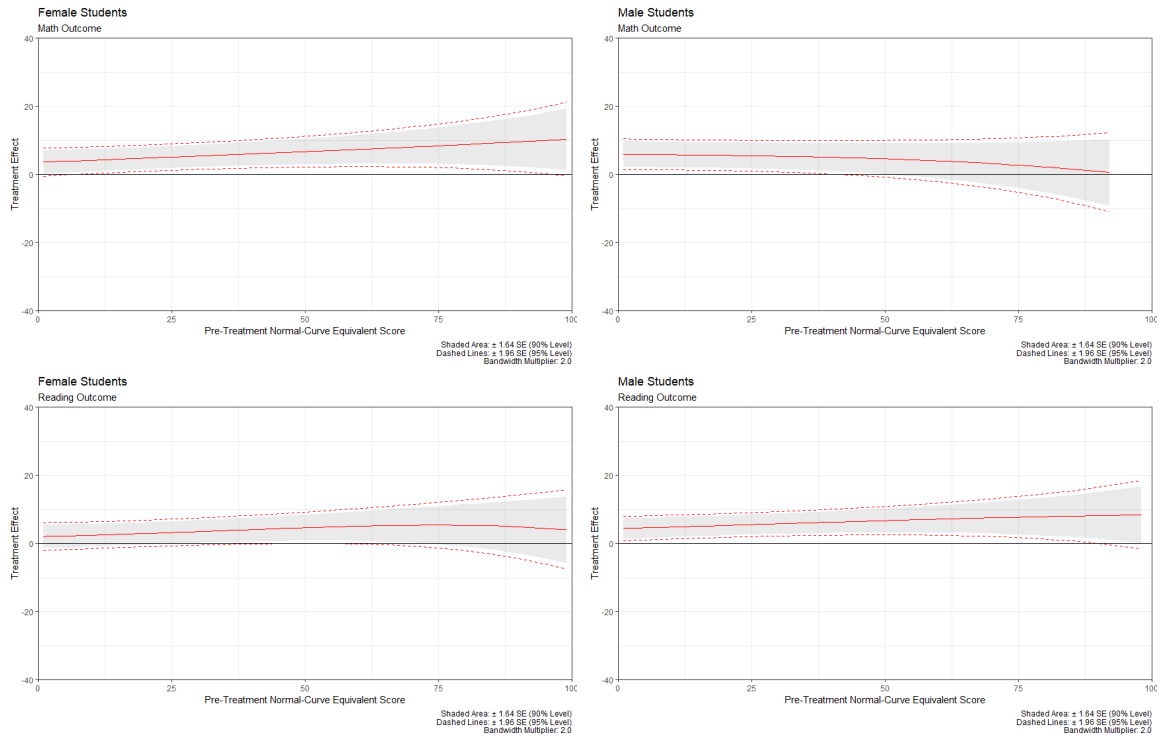 Female Students
Math Outcome
40
20
0
-20
-40
Treatment Effect
0
25
50
75
100
Pre-Treatment Normal-Curve Equivalent Score
Shaded Area: ± 1.64 SE (90% Level)
Dashed Lines: ± 1.96 SE (95% Level)
Bandwidth Multiplier: 2.0
Male Students
Math Outcome
40
20
0
-20
-40
Treatment Effect
0
25
50
75
100
Pre-Treatment Normal-Curve Equivalent Score
Shaded Area: ± 1.64 SE (90% Level)
Dashed Lines: ± 1.96 SE (95% Level)
Bandwidth Multiplier: 2.0
Female Students
Reading Outcome
40
20
0
-20
-40
Treatment Effect
0
25
50
75
100
Pre-Treatment Normal-Curve Equivalent Score
Shaded Area: ± 1.64 SE (90% Level)
Dashed Lines: ± 1.96 SE (95% Level)
Bandwidth Multiplier: 2.0
Male Students
Reading Outcome
40
20
0
-20
-40
Treatment Effect
0
25
50
75
100
Pre-Treatment Normal-Curve Equivalent Score
Shaded Area: ± 1.64 SE (90% Level)
Dashed Lines: ± 1.96 SE (95% Level)
Bandwidth Multiplier: 2.0